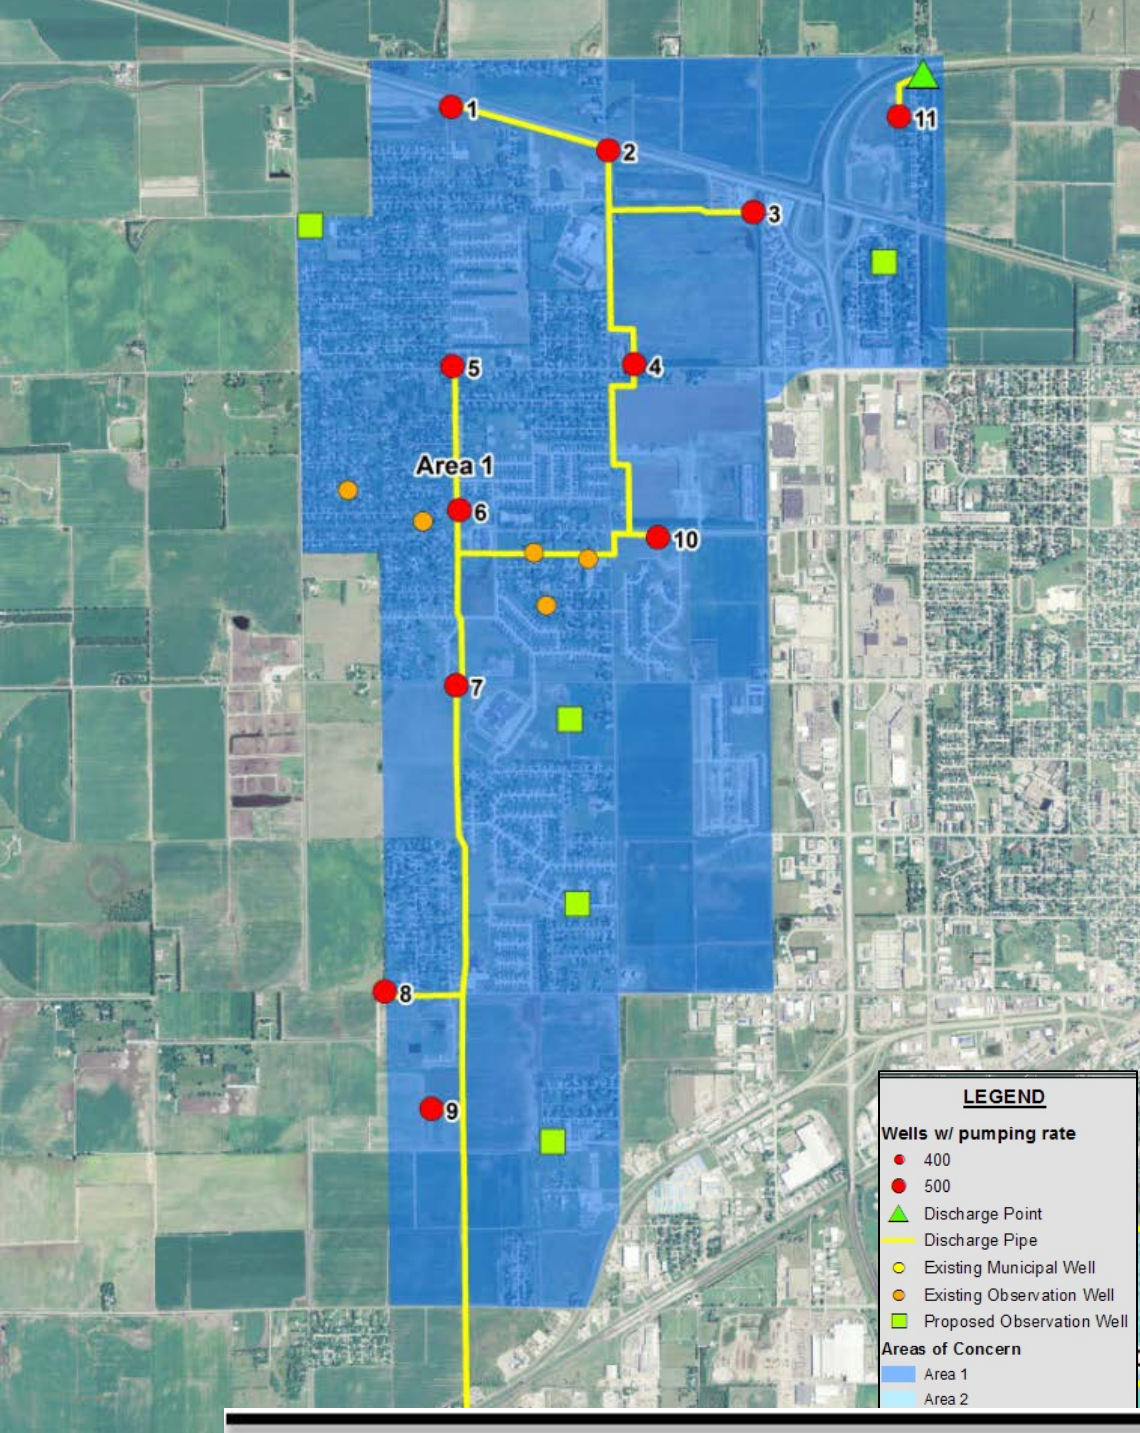 1
2
11
3
5
4
Area 1
6
10
7
8
9
LEGEND
Wells w/ pumping rate
400
500
Discharge Point
Discharge Pipe
Existing Municipal Well
Existing Observation Well
Proposed Observation Well
Areas of Concern
Area 1
Area 2